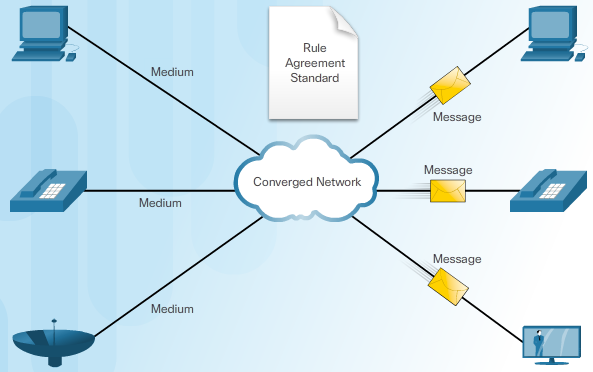 Rule
Agreement
Standard
Medium
Message
Message
Converged Network
Medium
Message
Medium